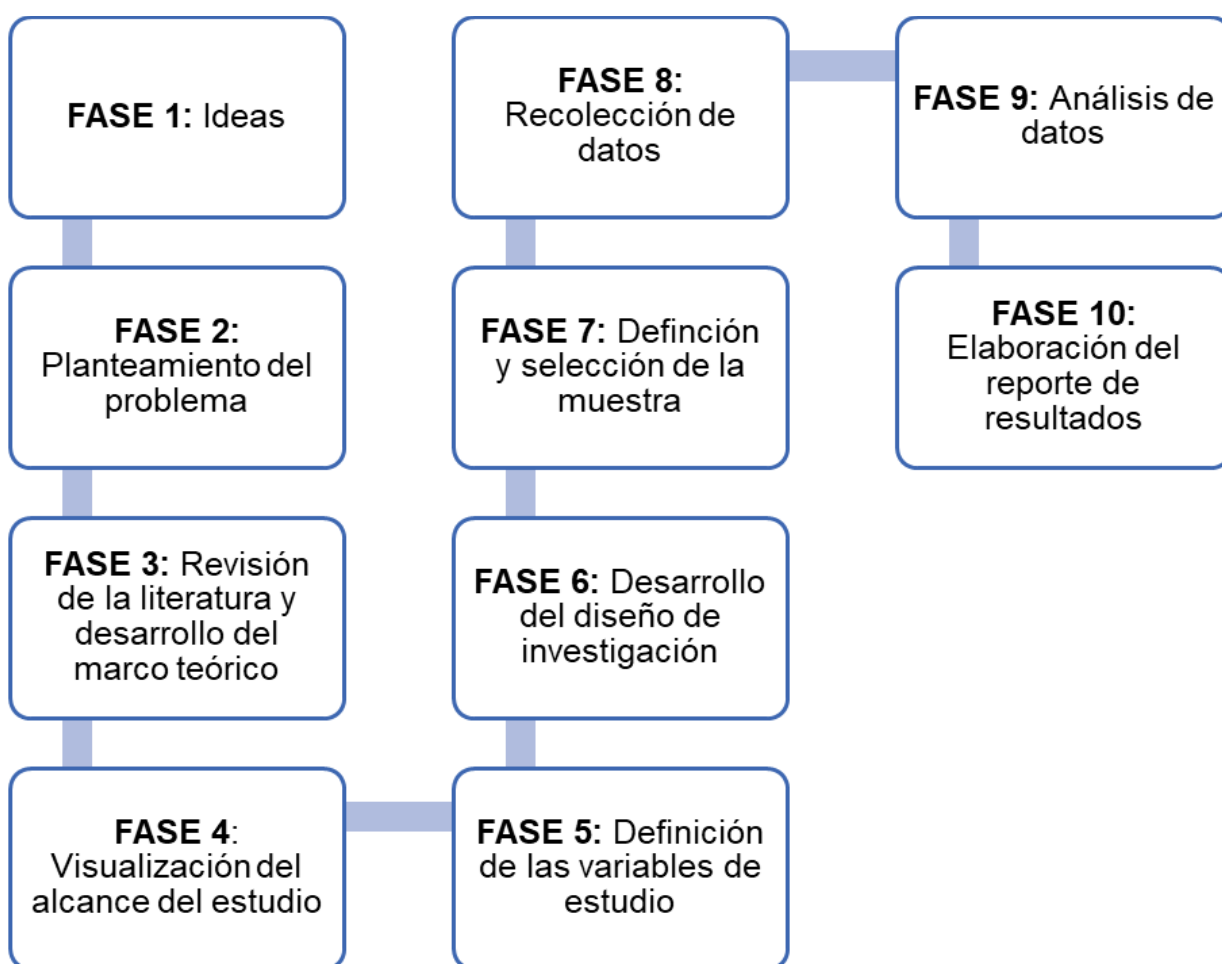 FASE 1: Ideas
FASE 2:
Planteamiento del
problema
FASE 3: Revisión
de la literatura y
desarrollo del
marco teórico
FASE 4:
Visualización del
alcance del estudio
FASE 5: Definición
de las variables de
estudio
FASE 6: Desarrollo
del diseño de
investigación
FASE 7: Definción
y selección de la
muestra
FASE 8:
Recolección de
datos
FASE 9: Análisis de
datos
FASE 10:
Elaboración del
reporte de
resultados